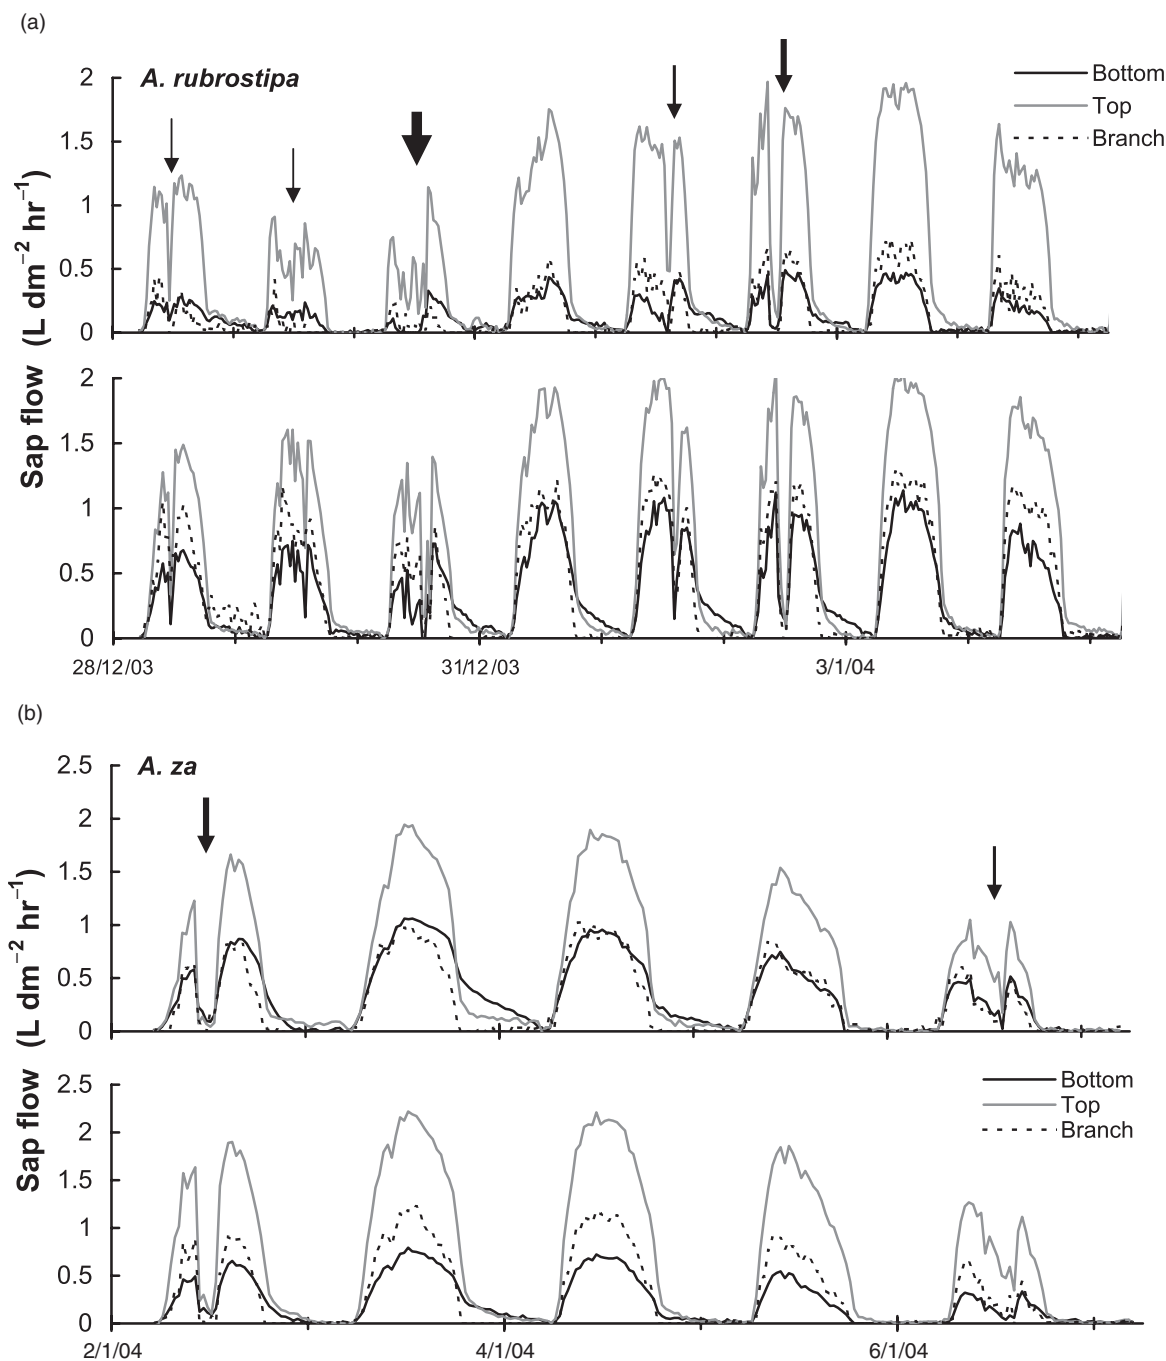 (a)
A. rubrostipa
Bottom
Top
Branch
2
1.5
1
0.5
0
2
1.5
1
0.5
0
Sap flow (L dm⁻² hr⁻¹)
28/12/03 31/12/03 3/1/04
(b)
A. za
2.5
2
1.5
1
0.5
0
Sap flow (L dm⁻² hr⁻¹)
Bottom
Top
Branch
2.5
2
1.5
1
0.5
0
2/1/04 4/1/04 6/1/04